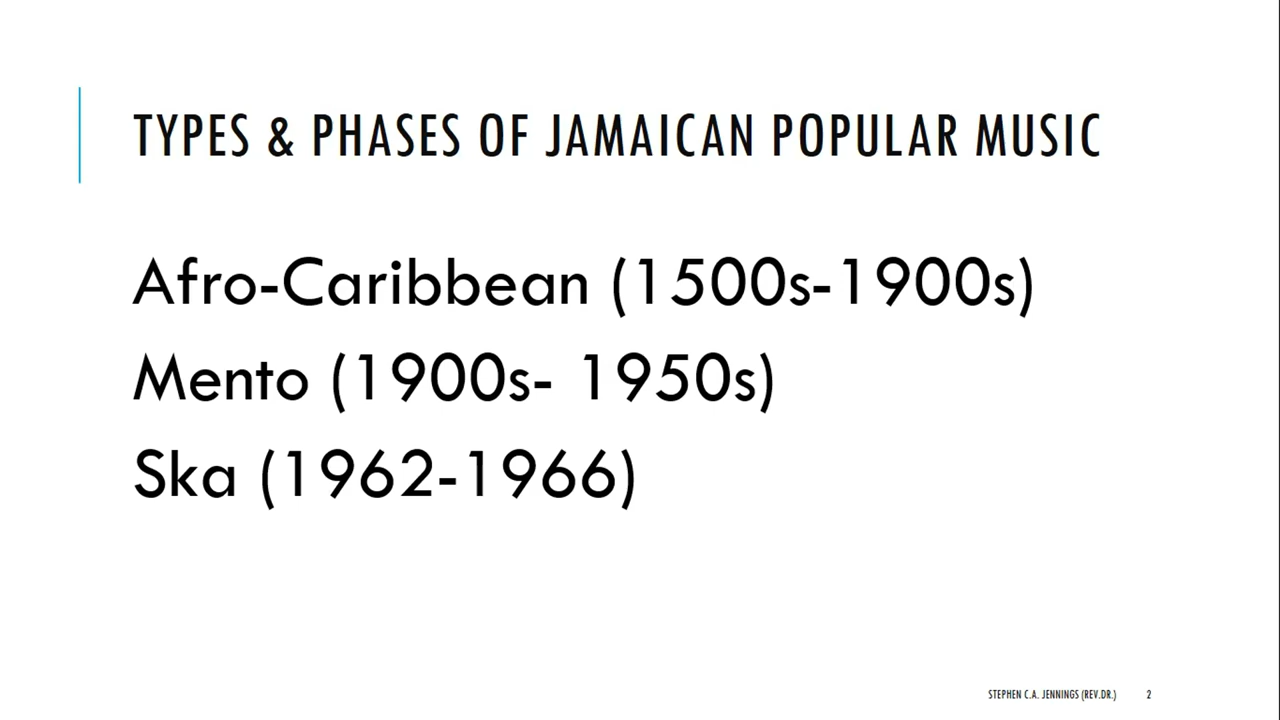 TYPES & PHASES OF JAMAICAN POPULAR MUSIC
Afro-Caribbean (1500s-1900s)
Mento (1900s- 1950s)
Ska (1962-1966)
STEPHEN C.A. JENNINGS (REV.DR.) 2